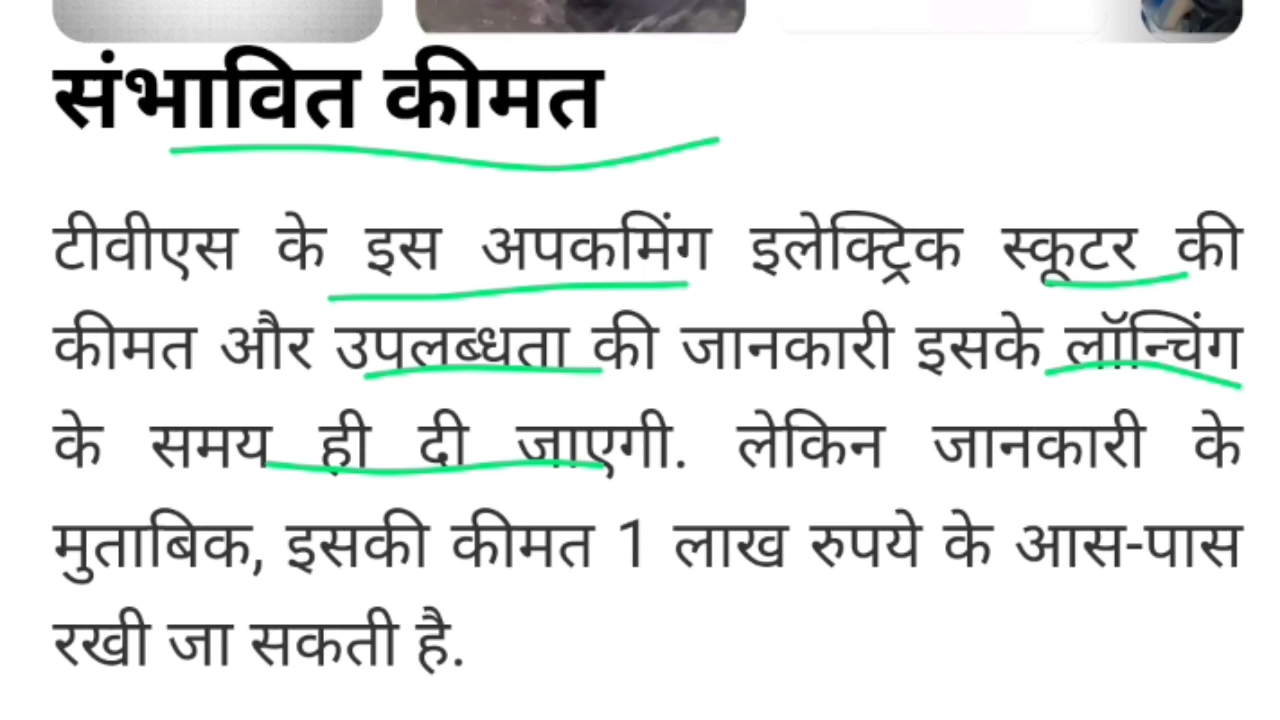 संभावित कीमत
टीवीएस के इस अपकमिंग इलेक्ट्रिक स्कूटर की
कीमत और उपलब्धता की जानकारी इसके लॉन्चिंग
के समय ही दी जाएगी. लेकिन जानकारी के
मुताबिक, इसकी कीमत 1 लाख रुपये के आस-पास
रखी जा सकती है.